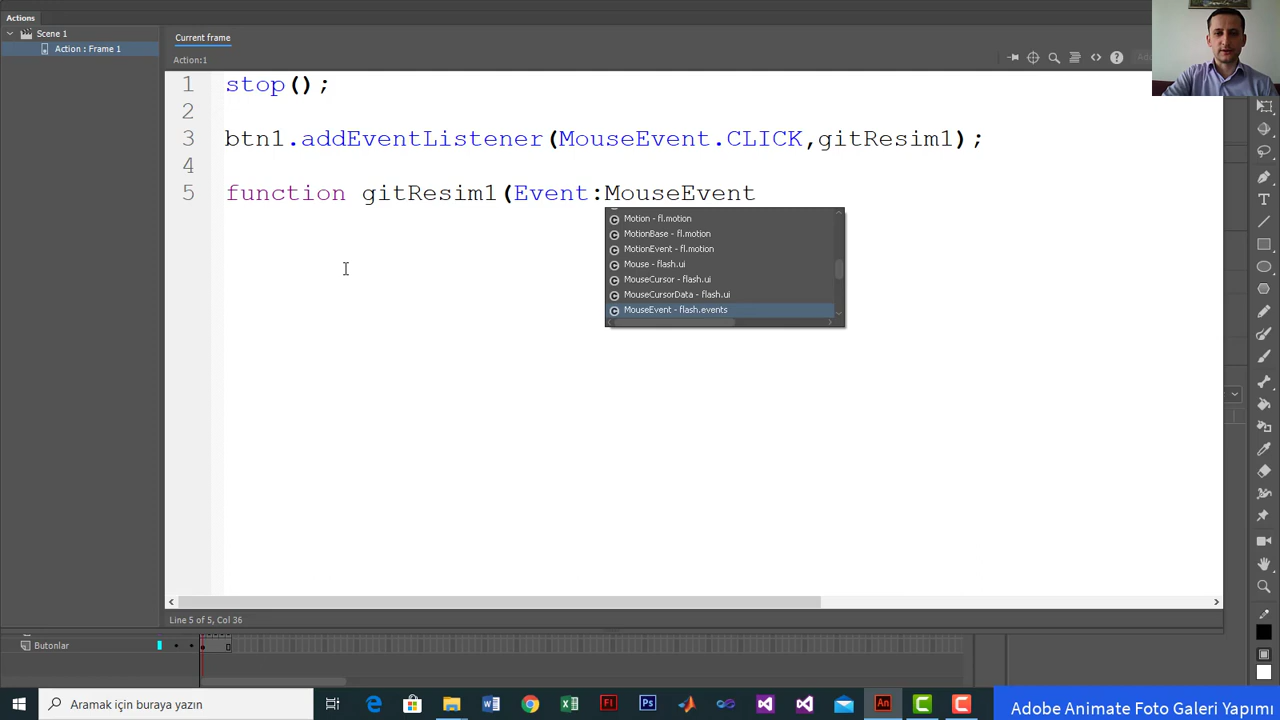 Actions
Scene 1
Action : Frame 1
Current frame
Action:1
1 stop();
2
3 btn1.addEventListener(MouseEvent.CLICK,gitResim1);
4
5 function gitResim1(Event:MouseEvent
Motion - fl.motion
MotionBase - fl.motion
MotionEvent - fl.motion
Mouse - flash.ui
MouseCursor - flash.ui
MouseCursorData - flash.ui
MouseEvent - flash.events
Line 5 of 5, Col 36
Butonlar
Aramak için buraya yazın
Adobe Animate Foto Galeri Yapımı